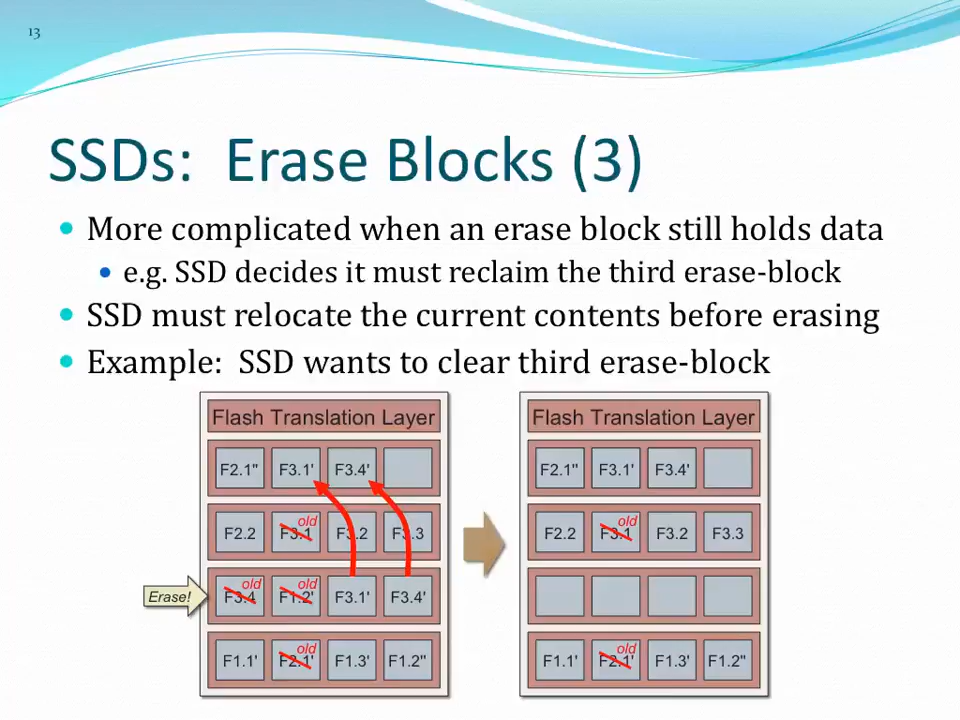 13
SSDs: Erase Blocks (3)
More complicated when an erase block still holds data
e.g. SSD decides it must reclaim the third erase-block
SSD must relocate the current contents before erasing
Example: SSD wants to clear third erase-block
Flash Translation Layer
F2.1" F3.1' F3.4'
F2.2 F3.1 old F3.2 F3.3
Erase! F3.4 old F1.2' old F3.1' F3.4'
F1.1' F2.1' old F1.3' F1.2"
Flash Translation Layer
F2.1" F3.1' F3.4'
F2.2 F3.1 old F3.2 F3.3
F1.1' F2.1' old F1.3' F1.2"